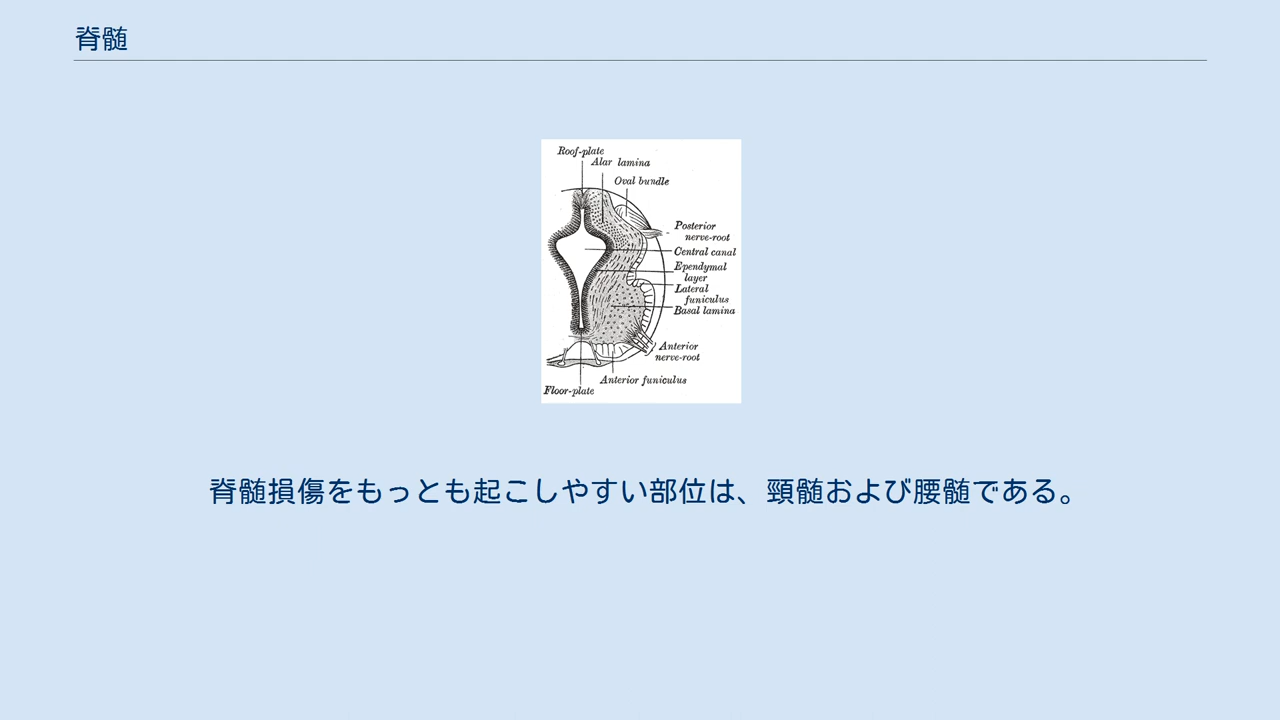 脊髄
Roof-plate
Alar lamina
Oval bundle
Posterior
nerve-root
Central canal
Ependymal
layer
Lateral
funiculus
Basal lamina
Anterior
nerve-root
Anterior funiculus
Floor-plate
脊髄損傷をもっとも起こしやすい部位は、頸髄および腰髄である。